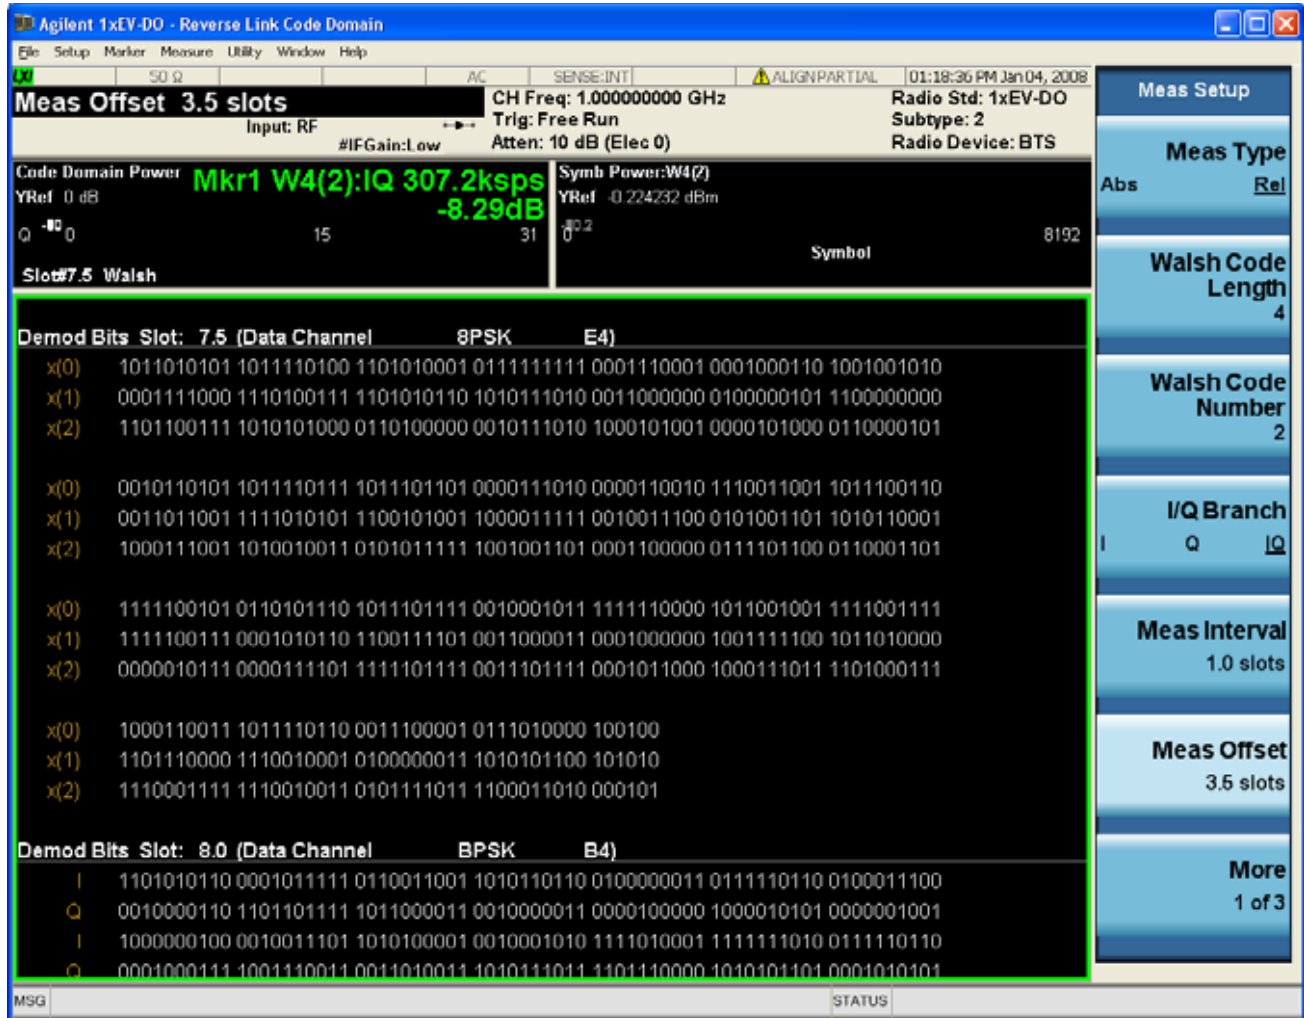 Agilent 1xEV-DO - Reverse Link Code Domain
File Setup Marker Measure Utility Window Help
LXI 50 Ω AC SENSE:INT ALIGN PARTIAL 01:18:36 PM Jan 04, 2008
Meas Offset 3.5 slots
CH Freq: 1.000000000 GHz
Radio Std: 1xEV-DO
Input: RF
Trig: Free Run
Subtype: 2
#IFGain:Low
Atten: 10 dB (Elec 0)
Radio Device: BTS
Code Domain Power
Mkr1 W4(2):IQ 307.2ksps
YRef 0 dB
-8.29dB
Q 0 15 31
Slot#7.5 Walsh
Symb Power:W4(2)
YRef -0.224232 dBm
0 8192
Symbol
Demod Bits Slot: 7.5 (Data Channel 8PSK E4)
x(0) 1011010101 1011110100 1101010001 0111111111 0001110001 0001000110 1001001010
x(1) 0001111000 1110100111 1101010110 1010111010 0011000000 0100000101 1100000000
x(2) 1101100111 1010101000 0110100000 0010111010 1000101001 0000101000 0110000101
x(0) 0010110101 1011110111 1011101101 0000111010 0000110010 1110011001 1011100110
x(1) 0011011001 1111010101 1100101001 1000011111 0010011100 0101001101 1010110001
x(2) 1000111001 1010010011 0101011111 1001001101 0001100000 0111101100 0110001101
x(0) 1111100101 0110101110 1011101111 0010001011 1111110000 1011001001 1111001111
x(1) 1111100111 0001010110 1100111101 0011000011 0001000000 1001111100 1011010000
x(2) 0000010111 0000111101 1111101111 0011101111 0001011000 1000111011 1101000111
x(0) 1000110011 1011110110 0011100001 0111010000 100100
x(1) 1101110000 1110010001 0100000011 1010101100 101010
x(2) 1110001111 1110010011 0101111011 1100011010 000101
Demod Bits Slot: 8.0 (Data Channel BPSK B4)
I 1101010110 0001011111 0110011001 1010110110 0100000011 0111110110 0100011100
Q 0010000110 1101101111 1011000011 0010000011 0000100000 1000010101 0000001001
I 1000000100 0010011101 1010100001 0010001010 1111010001 1111111010 0111110110
Q 0001000111 1001110011 0011010011 1010111011 1101110000 1010101101 0001010101
MSG STATUS
Meas Setup
Meas Type
Abs Rel
Walsh Code
Length
4
Walsh Code
Number
2
I/Q Branch
I Q IQ
Meas Interval
1.0 slots
Meas Offset
3.5 slots
More
1 of 3